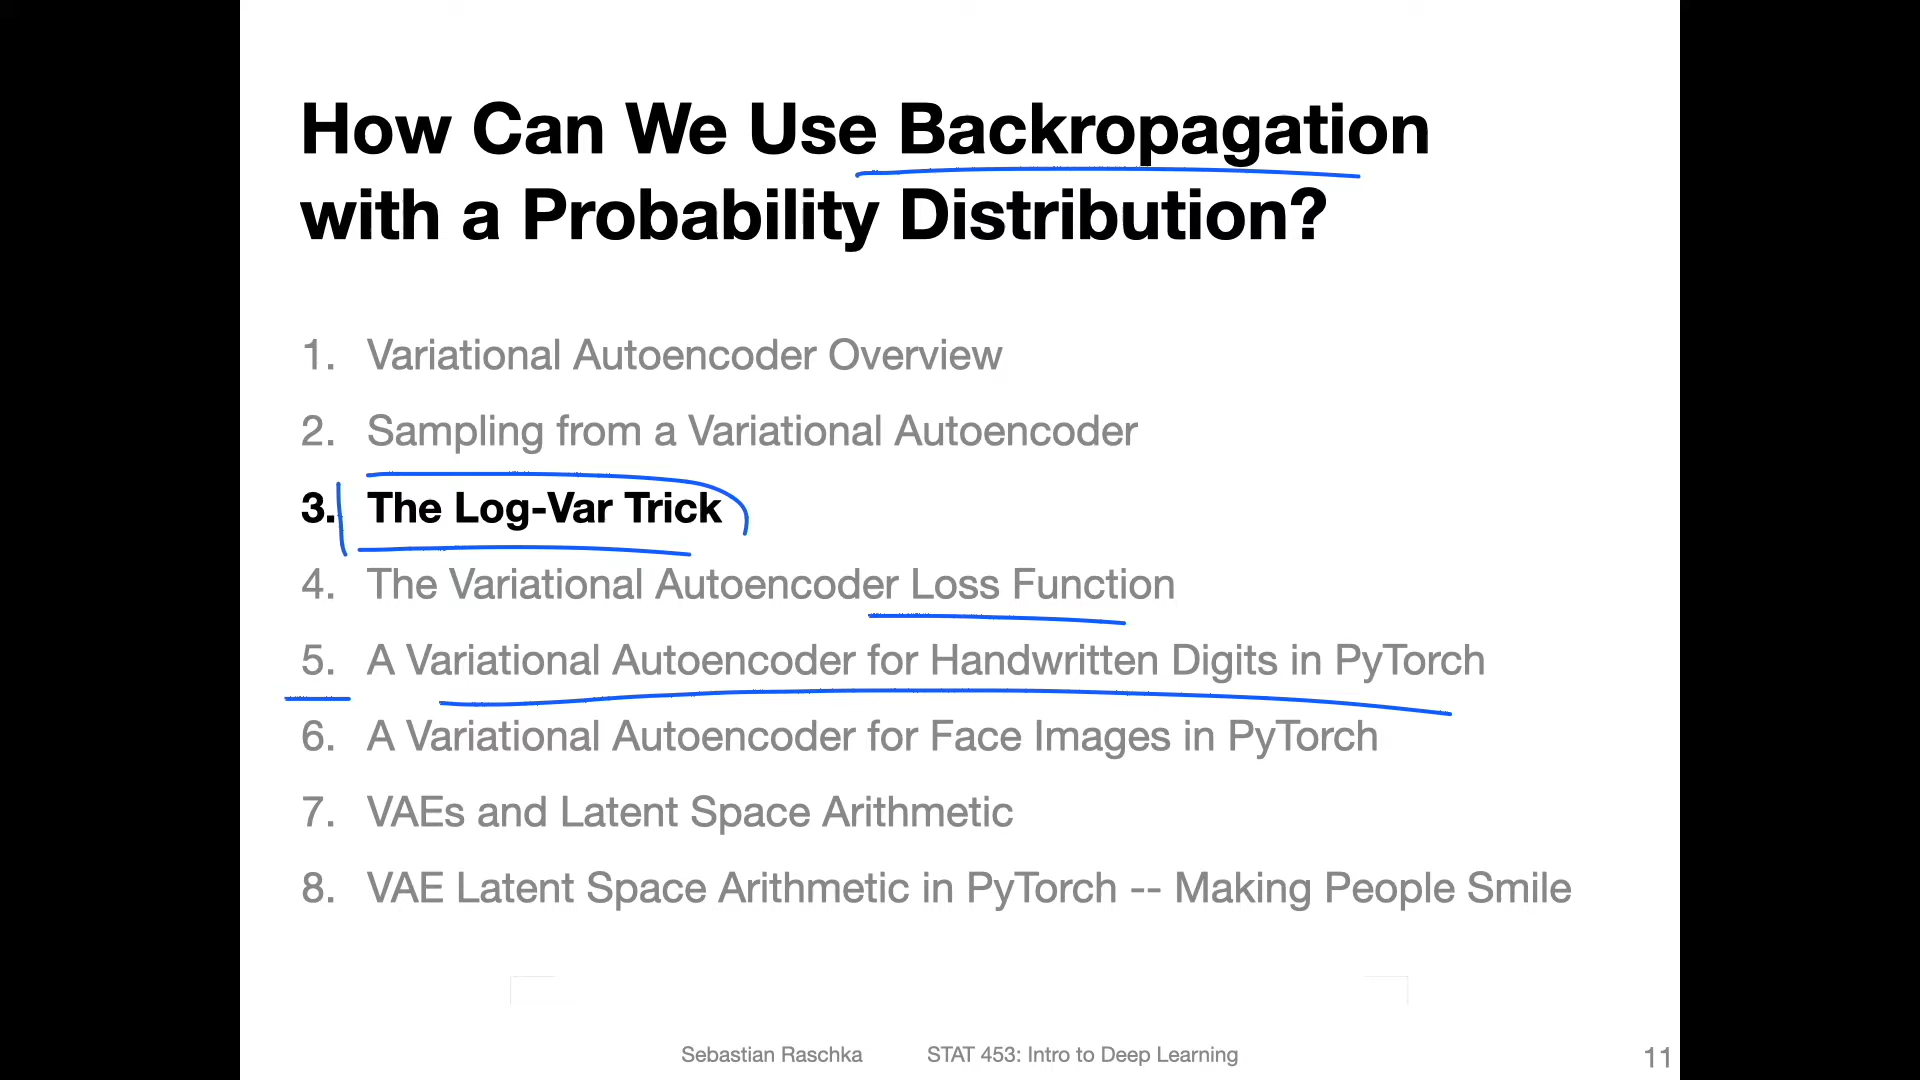 How Can We Use Backropagation
with a Probability Distribution?
1. Variational Autoencoder Overview
2. Sampling from a Variational Autoencoder
3. The Log-Var Trick
4. The Variational Autoencoder Loss Function
5. A Variational Autoencoder for Handwritten Digits in PyTorch
6. A Variational Autoencoder for Face Images in PyTorch
7. VAEs and Latent Space Arithmetic
8. VAE Latent Space Arithmetic in PyTorch -- Making People Smile
Sebastian Raschka STAT 453: Intro to Deep Learning 11